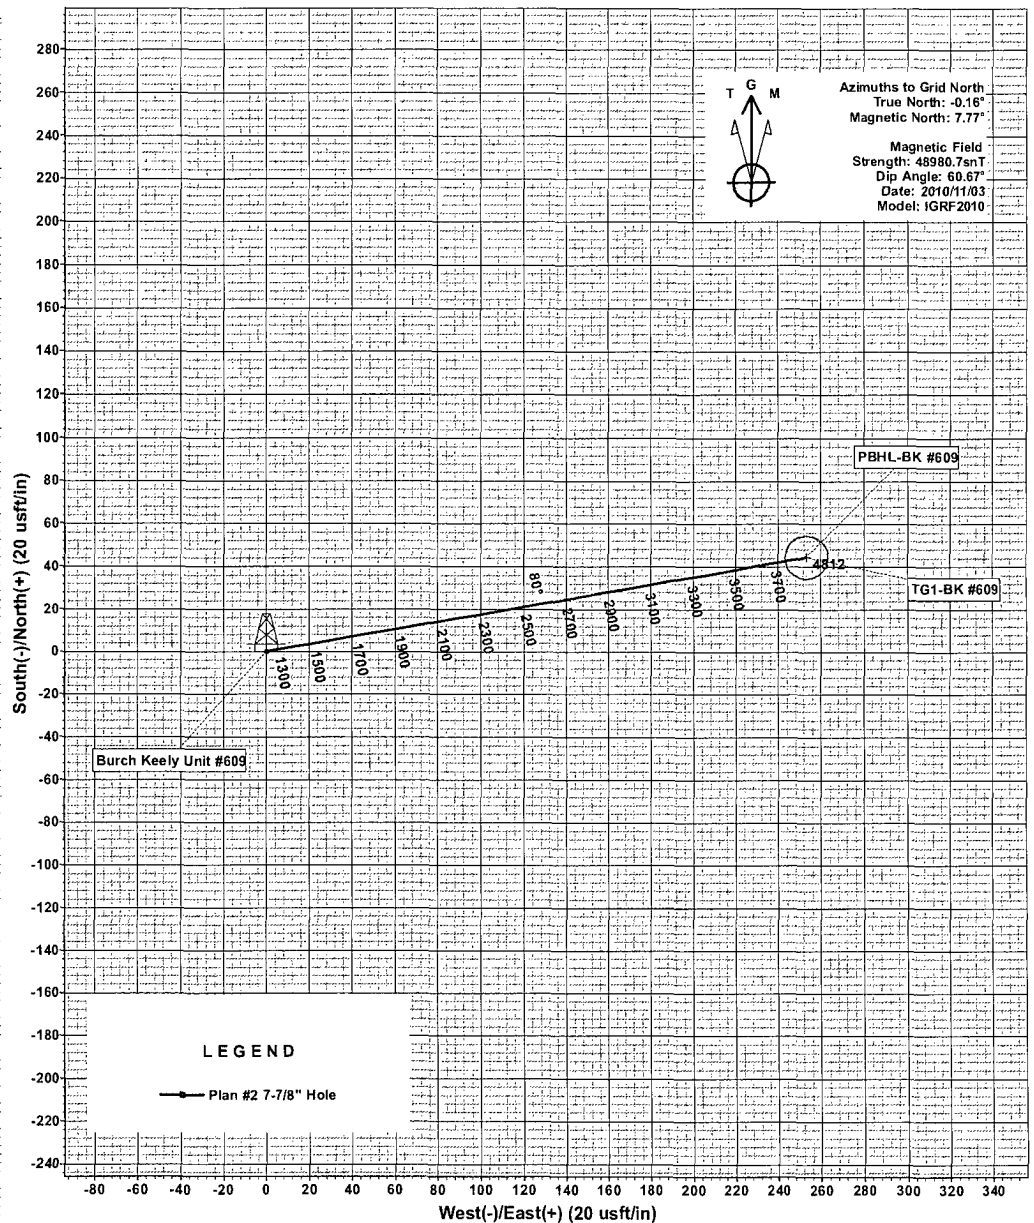 280
260
240
220
200
180
160
140
120
100
80
60
40
20
0
-20
-40
-60
-80
-100
-120
-140
-160
-180
-200
-220
-240
South(-)/North(+) (20 usft/in)
T G M
Azimuths to Grid North
True North: -0.16°
Magnetic North: 7.77°
Magnetic Field
Strength: 48980.7snT
Dip Angle: 60.67°
Date: 2010/11/03
Model: IGRF2010
PBHL-BK #609
TG1-BK #609
80°
1300
1500
1700
1900
2100
2300
2500
2700
2900
3100
3300
3500
3700
4812
Burch Keely Unit #609
LEGEND
Plan #2 7-7/8" Hole
-80 -60 -40 -20 0 20 40 60 80 100 120 140 160 180 200 220 240 260 280 300 320 340
West(-)/East(+) (20 usft/in)